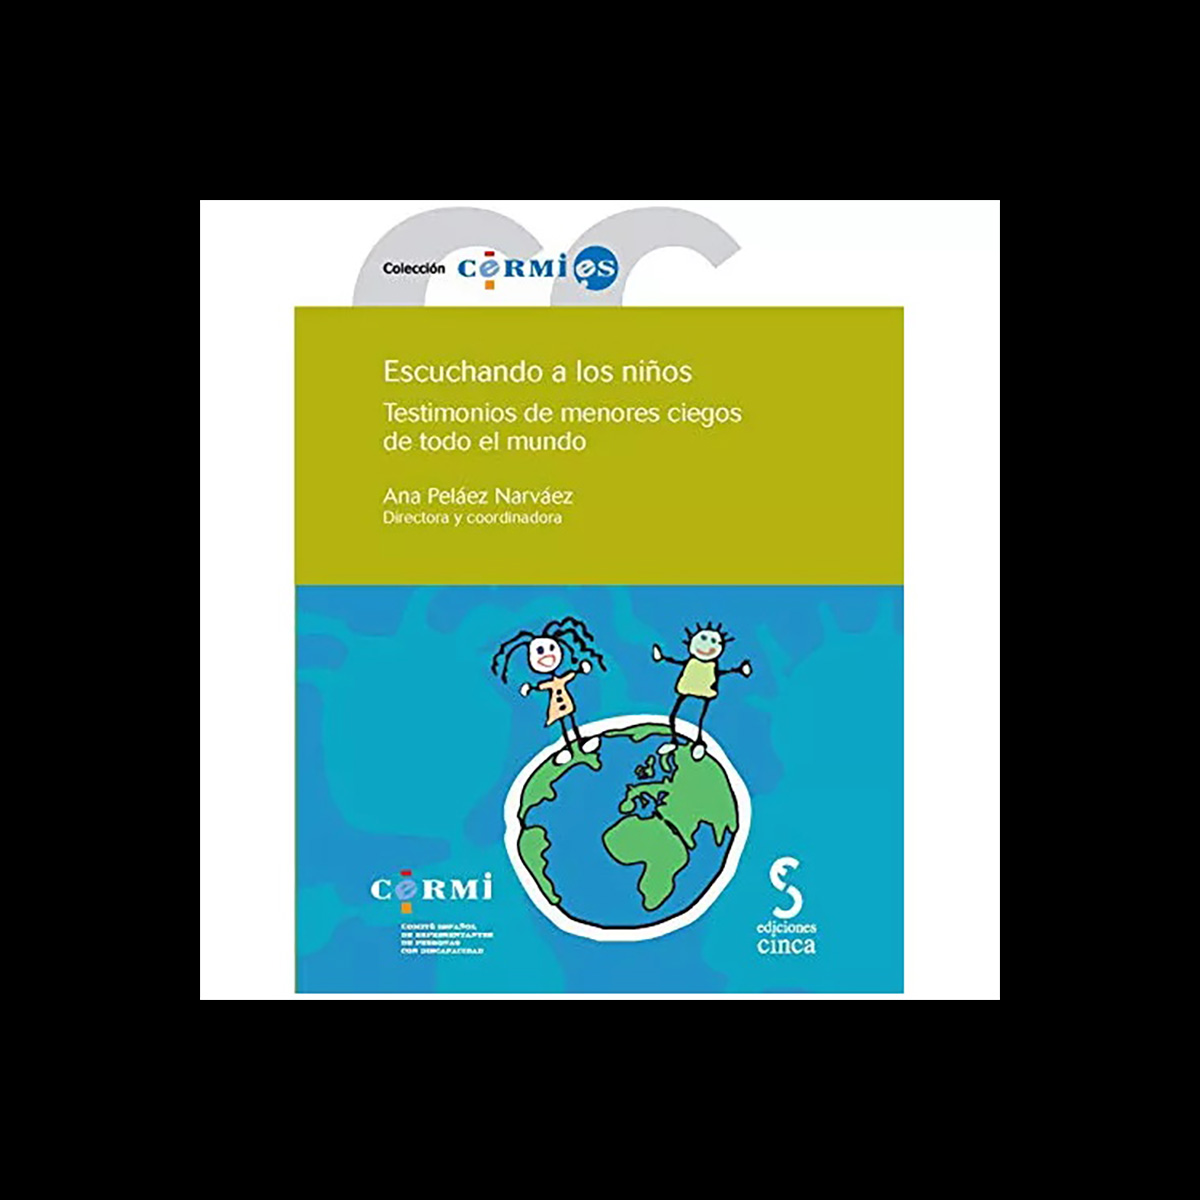 Colección CERMI es
Escuchando a los niños
Testimonios de menores ciegos
de todo el mundo
Ana Peláez Narváez
Directora y coordinadora
CERMI
COMITÉ ESPAÑOL
DE REPRESENTANTES
DE PERSONAS
CON DISCAPACIDAD
ediciones
cinca